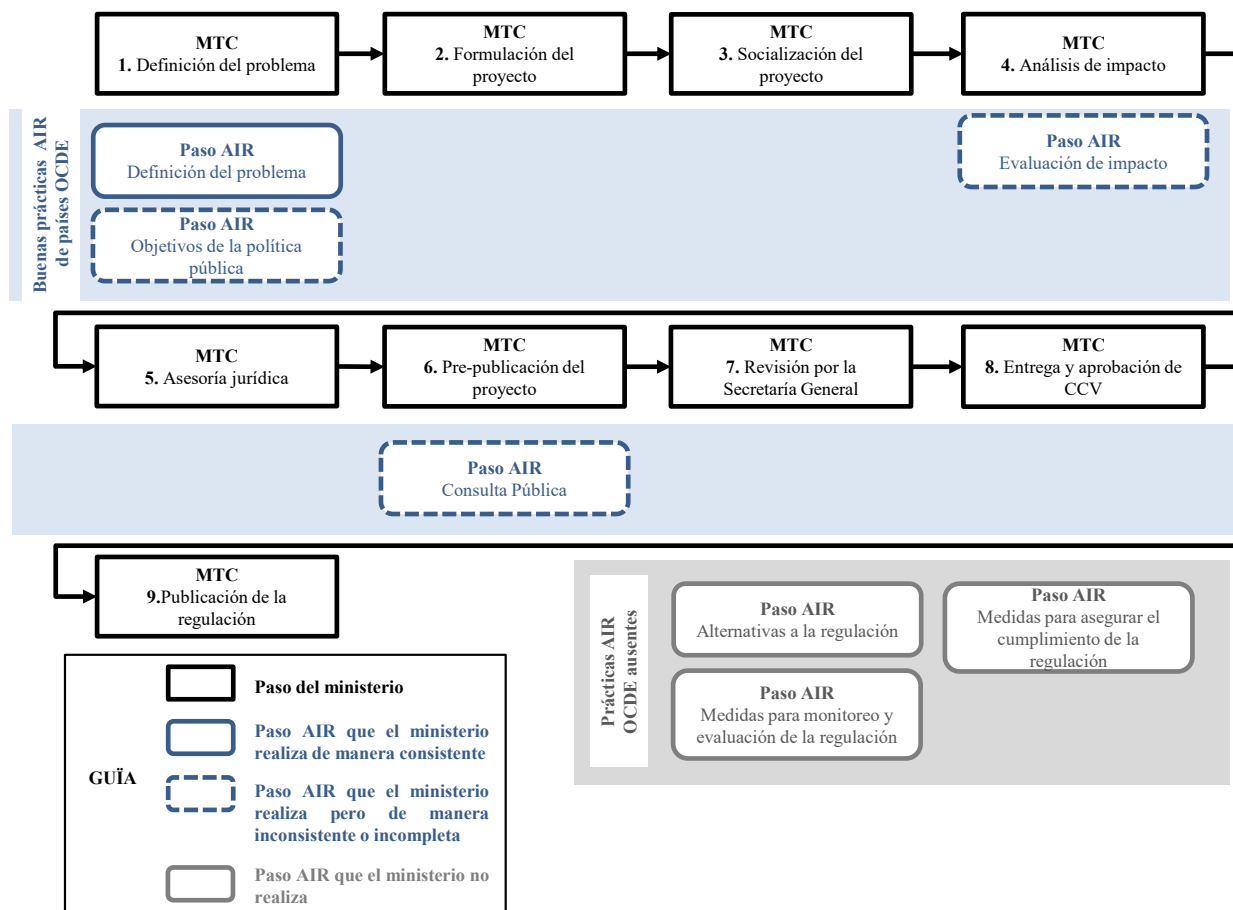 MTC
1. Definición del problema
MTC
2. Formulación del
proyecto
MTC
3. Socialización del
proyecto
MTC
4. Análisis de impacto
Buenas prácticas AIR
de países OCDE
Paso AIR
Definición del problema
Paso AIR
Objetivos de la política
pública
Paso AIR
Evaluación de impacto
MTC
5. Asesoría jurídica
MTC
6. Pre-publicación del
proyecto
MTC
7. Revisión por la
Secretaría General
MTC
8. Entrega y aprobación de
CCV
Paso AIR
Consulta Pública
MTC
9.Publicación de la
regulación
Prácticas AIR
OCDE ausentes
Paso AIR
Alternativas a la regulación
Paso AIR
Medidas para asegurar el
cumplimiento de la
regulación
Paso AIR
Medidas para monitoreo y
evaluación de la regulación
GUÏA
Paso del ministerio
Paso AIR que el ministerio
realiza de manera consistente
Paso AIR que el ministerio
realiza pero de manera
inconsistente o incompleta
Paso AIR que el ministerio no
realiza